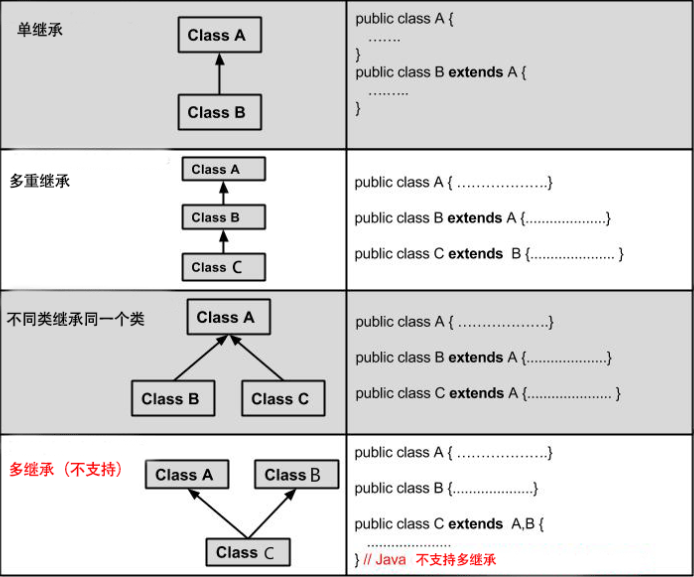 单继承
Class A
Class B
public class A {
…….
}
public class B extends A {
……..
}
多重继承
Class A
Class B
Class C
public class A { ……………….}
public class B extends A {....................}
public class C extends B {..................... }
不同类继承同一个类
Class A
Class B
Class C
public class A { ……………….}
public class B extends A {....................}
public class C extends A {..................... }
多继承（不支持）
Class A
Class B
Class C
public class A { ……………….}
public class B {....................}
public class C extends A,B {
.....................
} // Java 不支持多继承